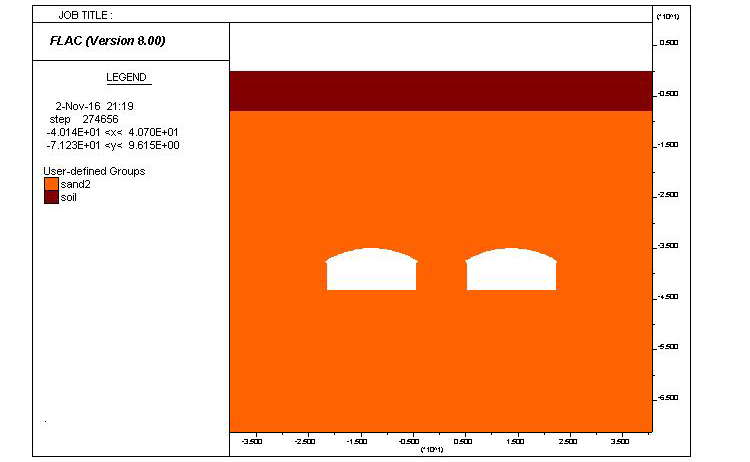 JOB TITLE :
(*10^1)
FLAC (Version 8.00)
LEGEND
2-Nov-16 21:19
step 274656
-4.014E+01 <x< 4.070E+01
-7.123E+01 <y< 9.615E+00
User-defined Groups
sand2
soil
0.500
-0.500
-1.500
-2.500
-3.500
-4.500
-5.500
-6.500
-3.500 -2.500 -1.500 -0.500 0.500 1.500 2.500 3.500
(*10^1)